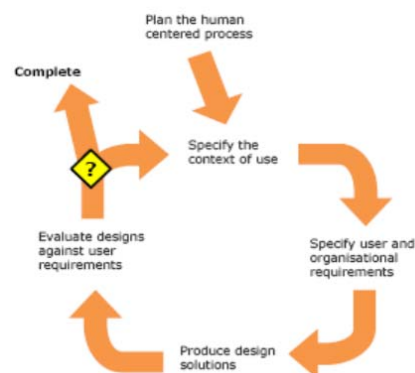 Plan the human
centered process
Complete
Specify the
context of use
?
Evaluate designs
against user
requirements
Specify user and
organisational
requirements
Produce design
solutions